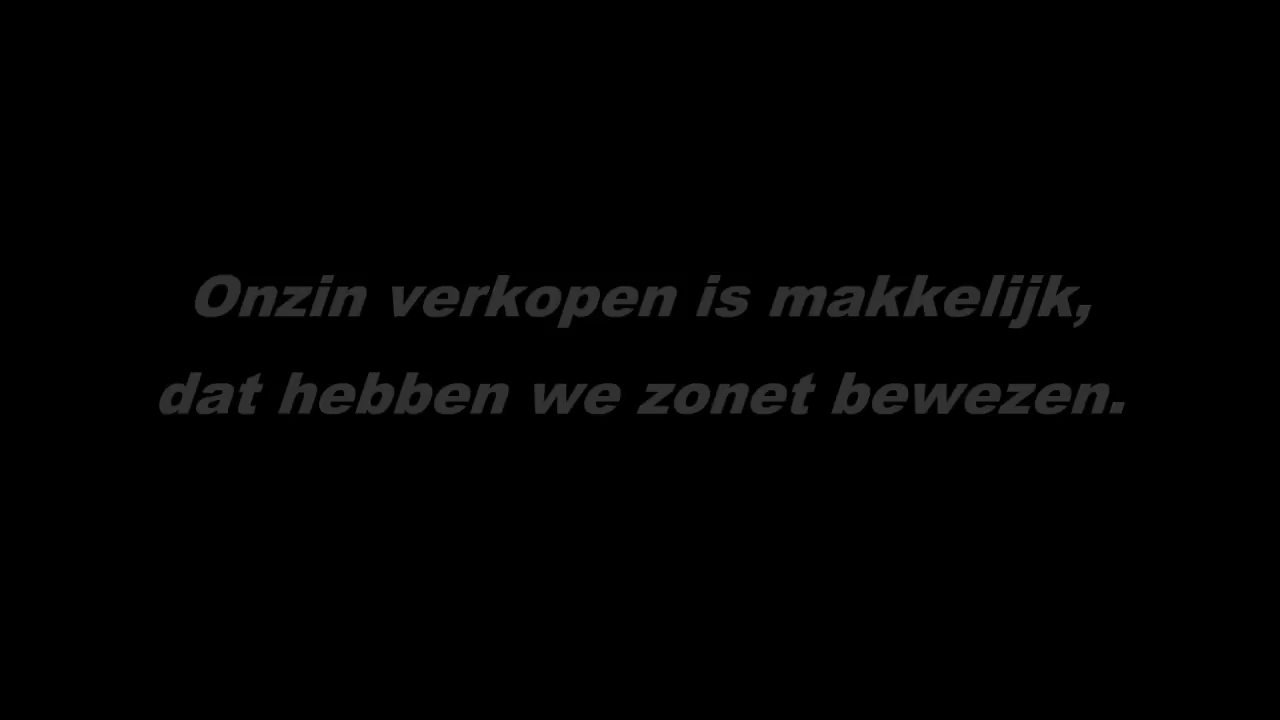 Onzin verkopen is makkelijk,
dat hebben we zonet bewezen.